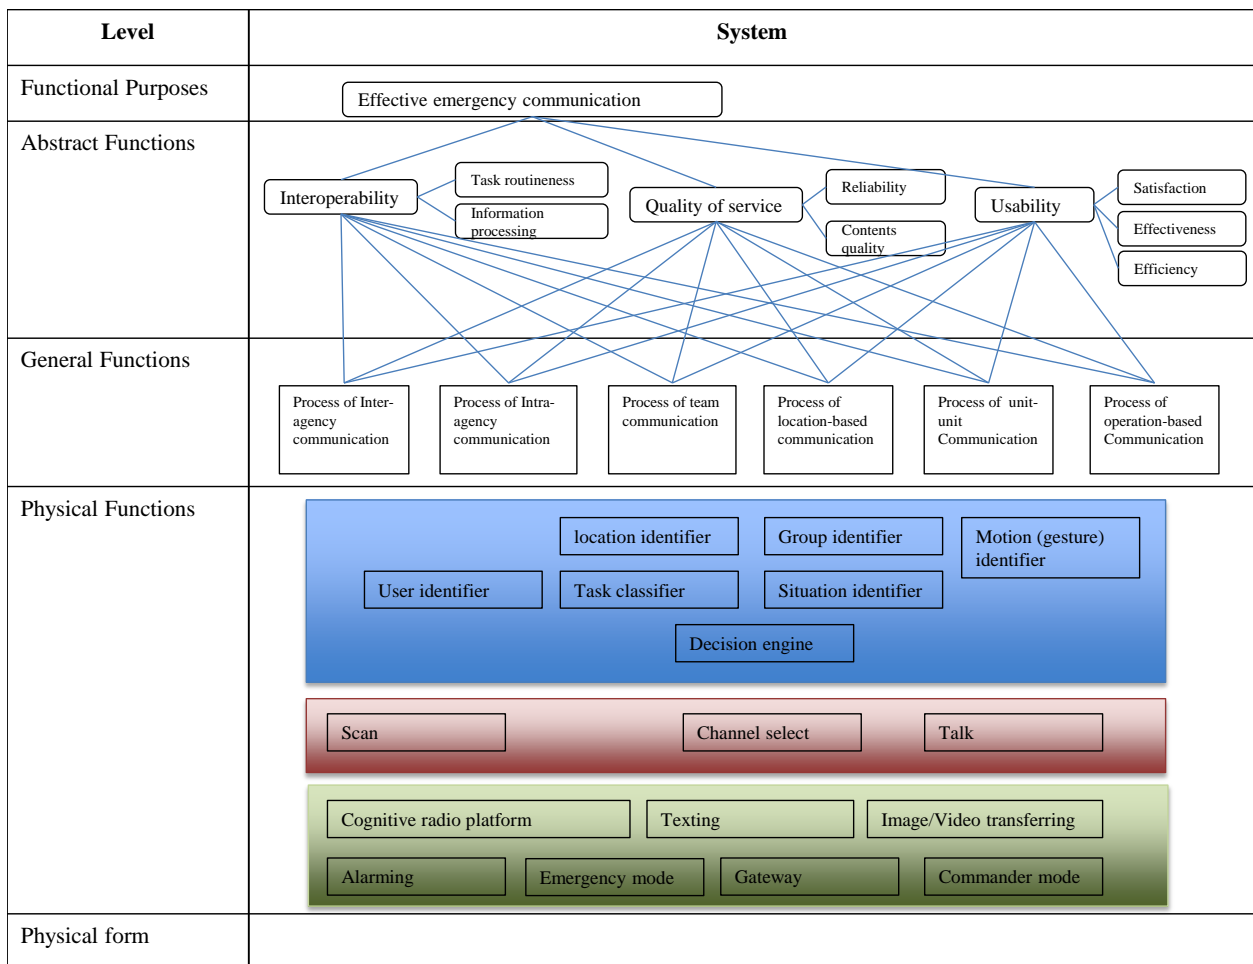 Level
System
Functional Purposes
Effective emergency communication
Abstract Functions
Interoperability
Task routineness
Information
processing
Quality of service
Reliability
Contents
quality
Usability
Satisfaction
Effectiveness
Efficiency
General Functions
Process of Inter-
agency
communication
Process of Intra-
agency
communication
Process of team
communication
Process of
location-based
communication
Process of unit-
unit
Communication
Process of
operation-based
Communication
Physical Functions
location identifier
Group identifier
Motion (gesture)
identifier
User identifier
Task classifier
Situation identifier
Decision engine
Scan
Channel select
Talk
Cognitive radio platform
Texting
Image/Video transferring
Alarming
Emergency mode
Gateway
Commander mode
Physical form